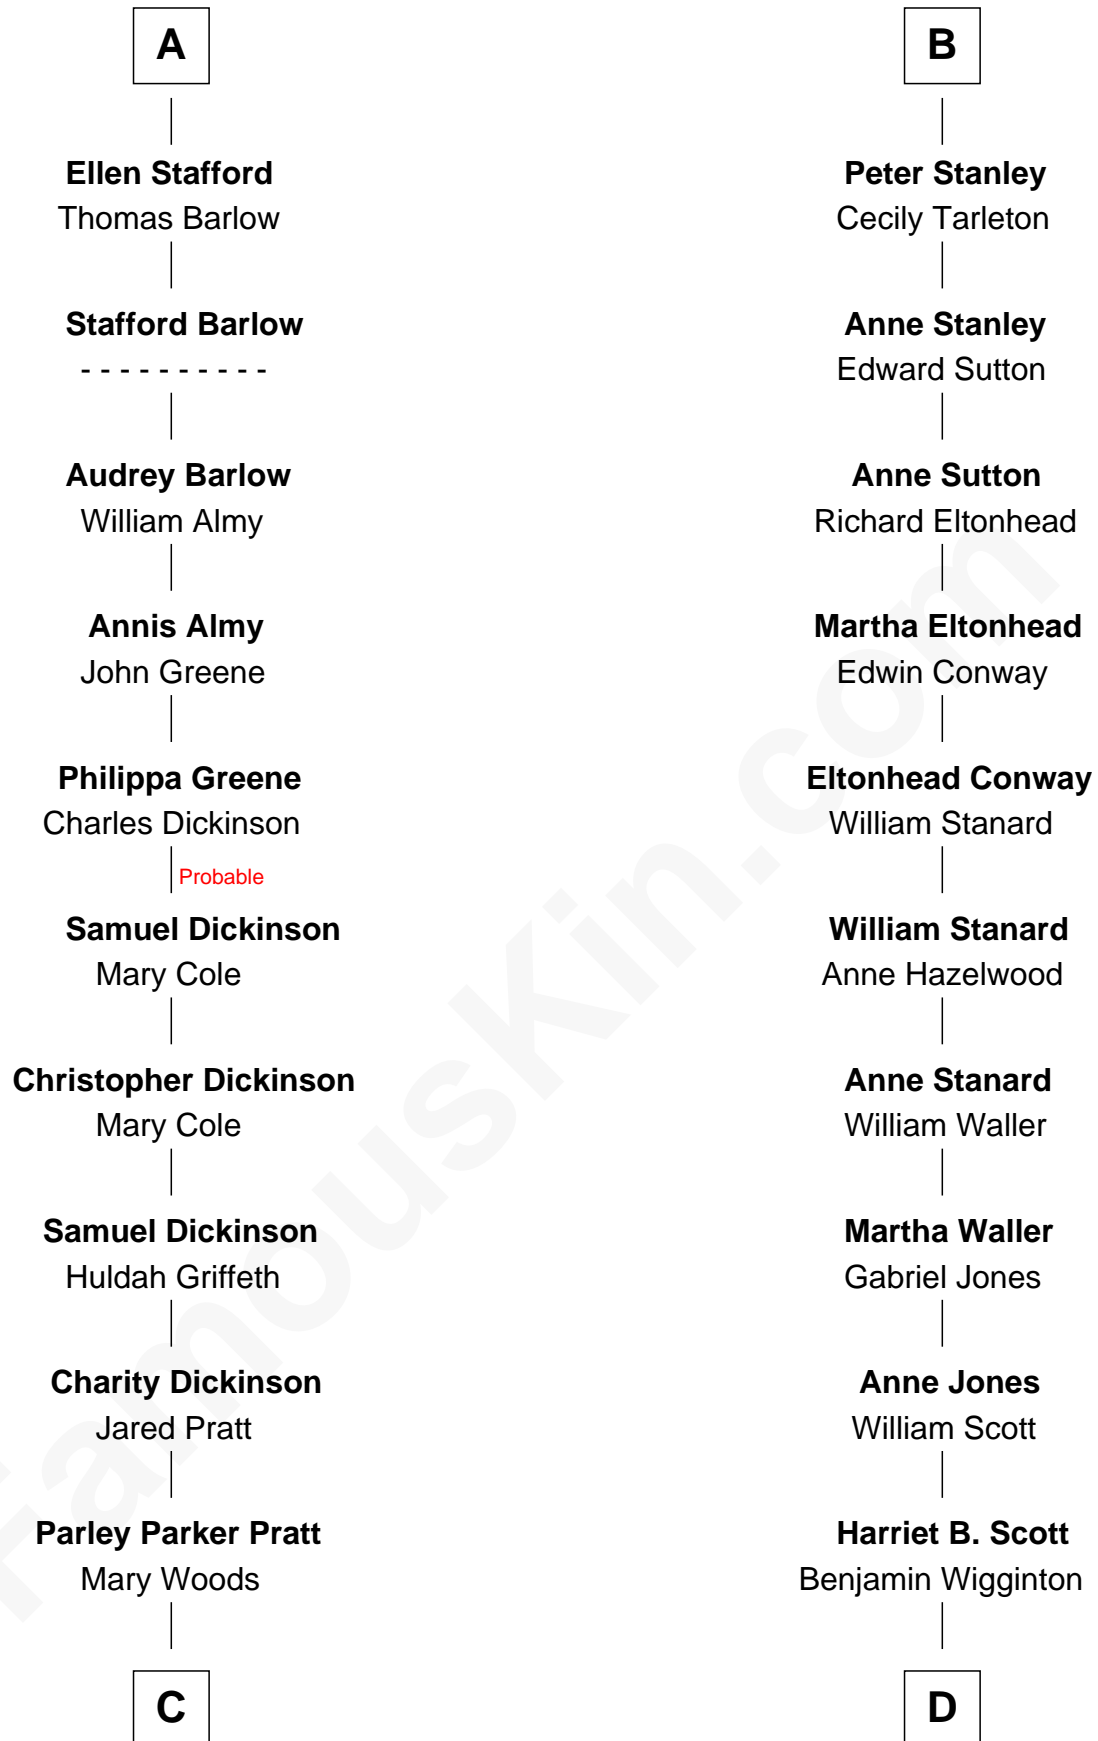 A
Ellen Stafford
Thomas Barlow
Stafford Barlow
- - - - - - - - - -
Audrey Barlow
William Almy
Annis Almy
John Greene
Philippa Greene
Charles Dickinson
Probable
Samuel Dickinson
Mary Cole
Christopher Dickinson
Mary Cole
Samuel Dickinson
Huldah Griffeth
Charity Dickinson
Jared Pratt
Parley Parker Pratt
Mary Woods
C
B
Peter Stanley
Cecily Tarleton
Anne Stanley
Edward Sutton
Anne Sutton
Richard Eltonhead
Martha Eltonhead
Edwin Conway
Eltonhead Conway
William Stanard
William Stanard
Anne Hazelwood
Anne Stanard
William Waller
Martha Waller
Gabriel Jones
Anne Jones
William Scott
Harriet B. Scott
Benjamin Wigginton
D
FamousKin.com